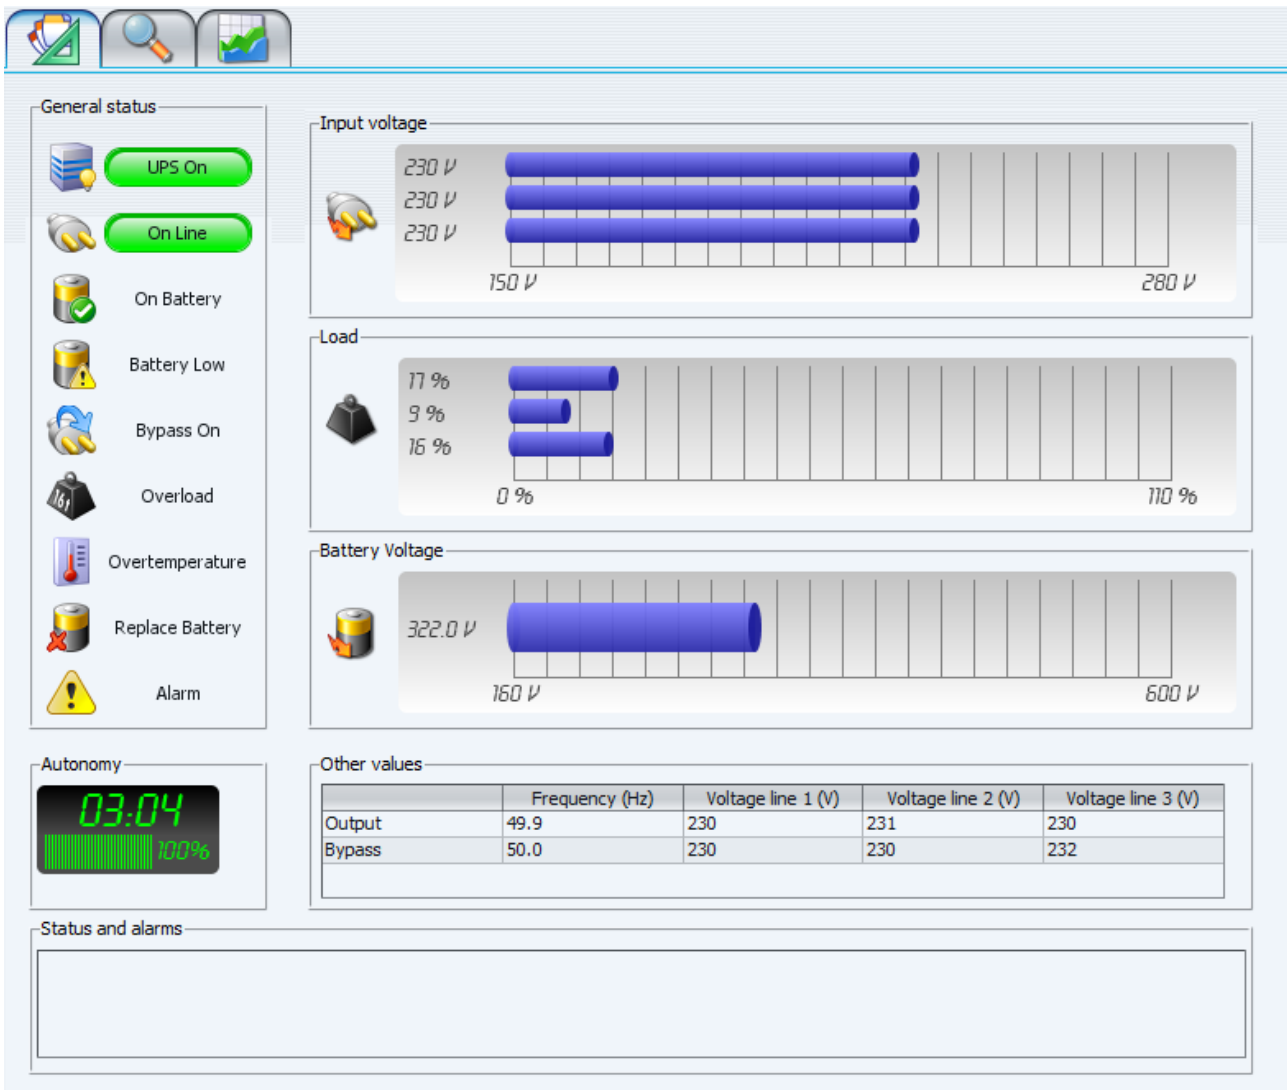 General status
UPS On
On Line
On Battery
Battery Low
Bypass On
16t
Overload
Overtemperature
Replace Battery
Alarm
Input voltage
230 V
230 V
230 V
150 V 280 V
Load
17 %
9 %
16 %
0 % 110 %
Battery Voltage
322.0 V
160 V 600 V
Autonomy
03:04
100%
Other values
Frequency (Hz) Voltage line 1 (V) Voltage line 2 (V) Voltage line 3 (V)
Output 49.9 230 231 230
Bypass 50.0 230 230 232
Status and alarms